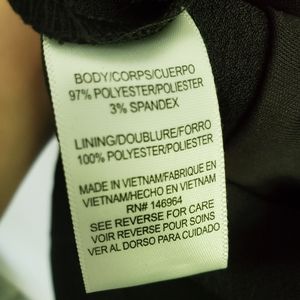 BODY/CORPS/CUERPO
97% POLYESTER/POLIESTER
3% SPANDEX
LINING/DOUBLURE/FORRO
100% POLYESTER/POLIESTER
MADE IN VIETNAM/FABRIQUE EN
VIETNAM/HECHO EN VIETNAM
RN# 146964
SEE REVERSE FOR CARE
VOIR REVERSE POUR SOINS
VER AL DORSO PARA CUIDADO